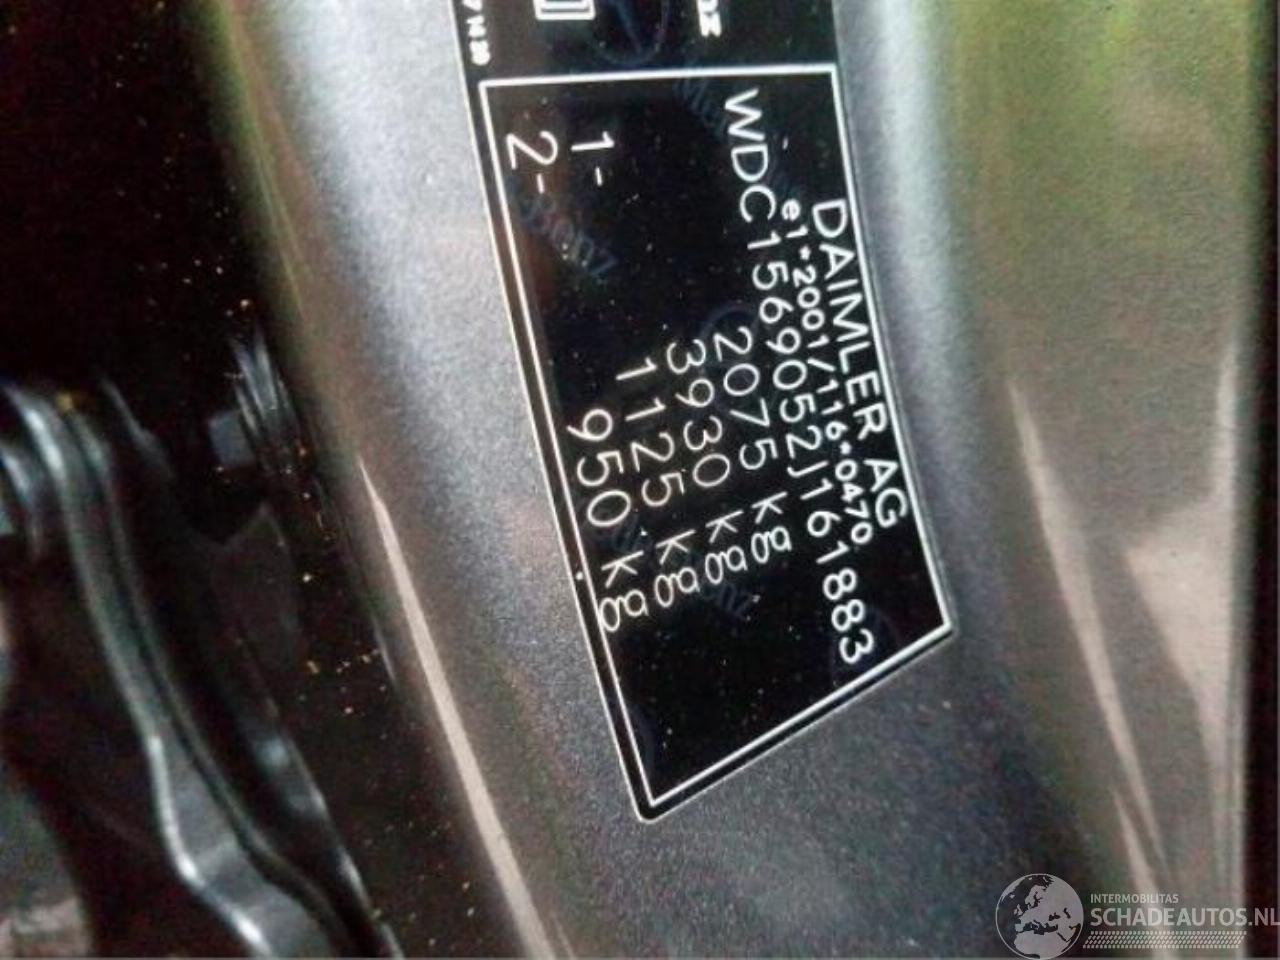 DAIMLER AG
e1*2001/116*0470
WDC1569052J161883
2075 kg
3930 kg
1- 1125 kg
2- 950 kg
INTERMOBILITAS
SCHADEAUTOS.NL